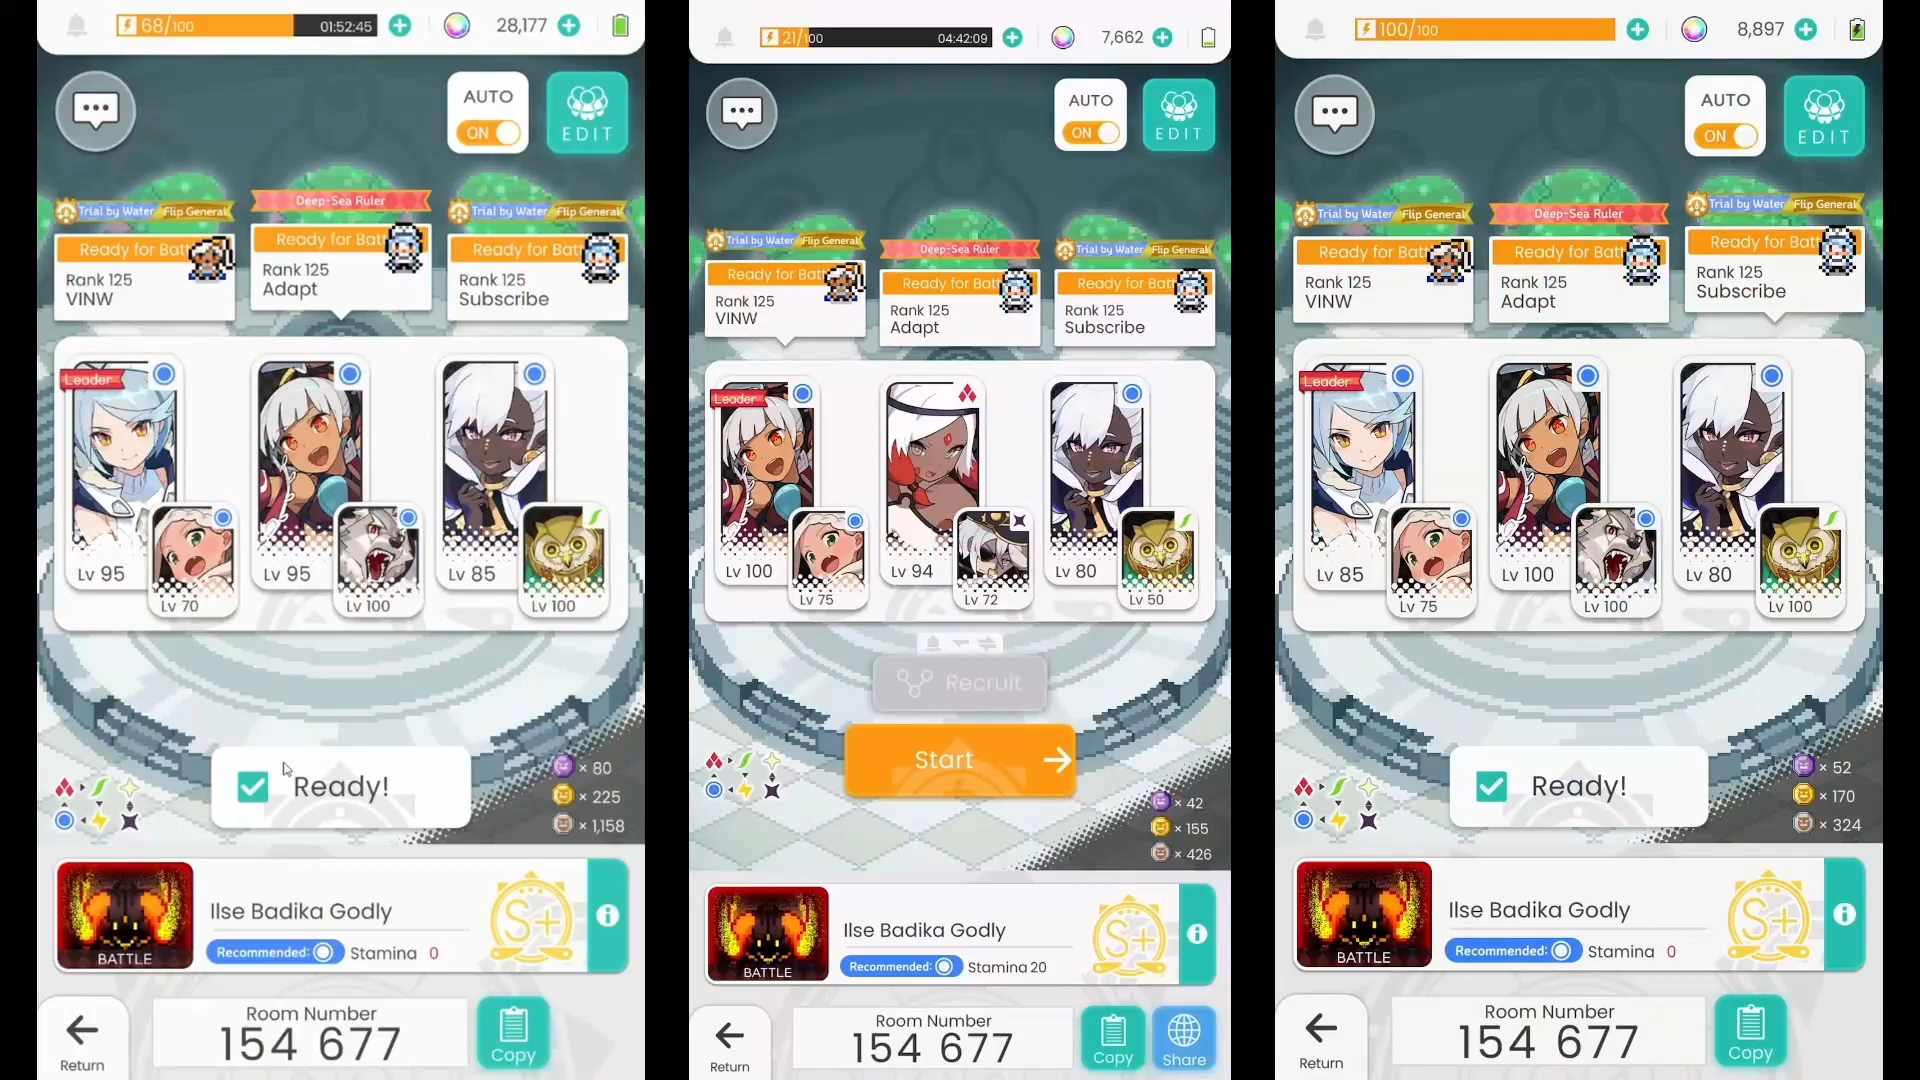 68/100
01:52:45
28,177
AUTO
ON
EDIT
Trial by Water
Flip General
Deep-Sea Ruler
Trial by Water
Flip General
Ready for Batt
Rank 125
VINW
Ready for Batt
Rank 125
Adapt
Ready for Batt
Rank 125
Subscribe
Leader
Lv 95
Lv 70
Lv 95
Lv 100
Lv 85
Lv 100
Ready!
× 80
× 225
× 1,158
BATTLE
Ilse Badika Godly
Recommended:
Stamina 0
S+
Return
Room Number
154 677
Copy
21/100
04:42:09
7,662
AUTO
ON
EDIT
Trial by Water
Flip General
Deep-Sea Ruler
Trial by Water
Flip General
Ready for Batt
Rank 125
VINW
Ready for Batt
Rank 125
Adapt
Ready for Batt
Rank 125
Subscribe
Leader
Lv 100
Lv 75
Lv 94
Lv 72
Lv 80
Lv 50
Recruit
Start
× 42
× 155
× 426
BATTLE
Ilse Badika Godly
Recommended:
Stamina 20
S+
Return
Room Number
154 677
Copy
Share
100/100
8,897
AUTO
ON
EDIT
Trial by Water
Flip General
Deep-Sea Ruler
Trial by Water
Flip General
Ready for Batt
Rank 125
VINW
Ready for Batt
Rank 125
Adapt
Ready for Batt
Rank 125
Subscribe
Leader
Lv 85
Lv 75
Lv 100
Lv 100
Lv 80
Lv 100
Ready!
× 52
× 170
× 324
BATTLE
Ilse Badika Godly
Recommended:
Stamina 0
S+
Return
Room Number
154 677
Copy